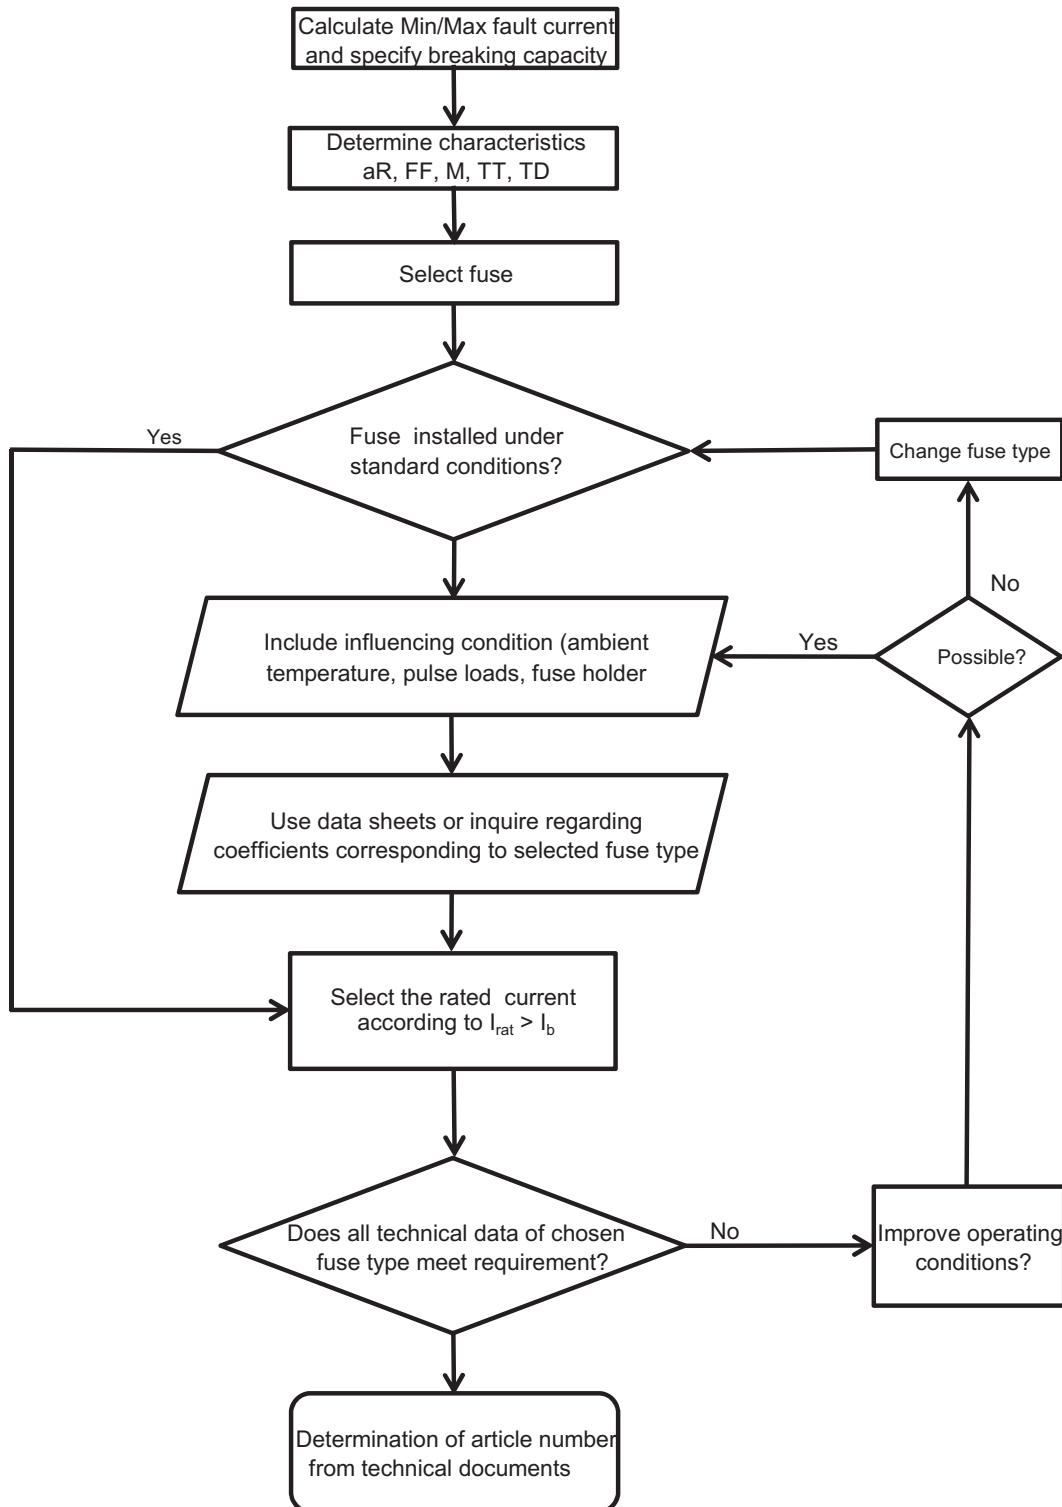 Calculate Min/Max fault current
and specify breaking capacity
Determine characteristics
aR, FF, M, TT, TD
Select fuse
Yes
Fuse installed under
standard conditions?
Change fuse type
No
Include influencing condition (ambient
temperature, pulse loads, fuse holder
Yes
Possible?
Use data sheets or inquire regarding
coefficients corresponding to selected fuse type
Select the rated current
according to Irat > Ib
Does all technical data of chosen
fuse type meet requirement?
No
Improve operating
conditions?
Determination of article number
from technical documents